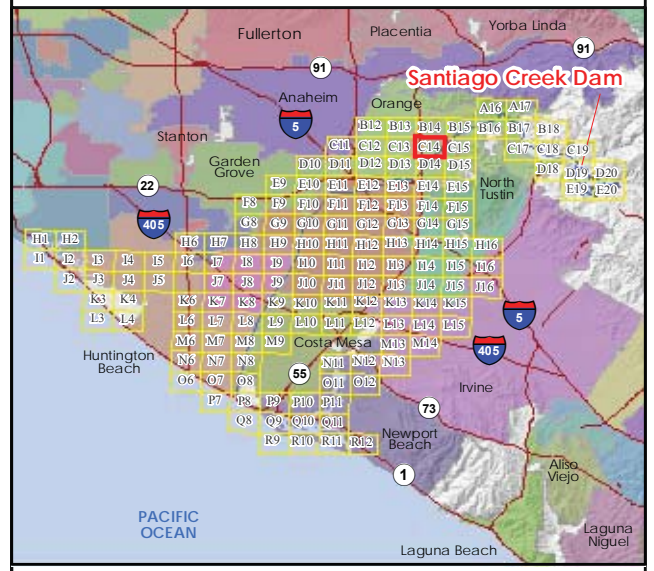 Yorba Linda
Fullerton
Placentia
91
91
Santiago Creek Dam
Anaheim
Orange
A16 A17
5
B12 B13 B14 B15 B16 B17 B18
Stanton
C11 C12 C13 C14 C15 C17 C18 C19
Garden
Grove
D10 D11 D12 D13 D14 D15 D18 D19 D20
22
E9 E10 E11 E12 E13 E14 E15 E19 E20
North
Tustin
F8 F9 F10 F11 F12 F13 F14 F15
405
G8 G9 G10 G11 G12 G13 G14 G15
H1 H2 H6 H7 H8 H9 H10 H11 H12 H13 H14 H15 H16
I1 I2 I3 I4 I5 I6 I7 I8 I9 I10 I11 I12 I13 I14 I15 I16
J2 J3 J4 J5 J7 J8 J9 J10 J11 J12 J13 J14 J15 J16
K3 K4 K6 K7 K8 K9 K10 K11 K12 K13 K14 K15
5
L3 L4 L6 L7 L8 L9 L10 L11 L12 L13 L14 L15
M6 M7 M8 M9 Costa Mesa M13 M14
405
Huntington
Beach
N6 N7 N8 N11 N12 N13
55
O6 O7 O8 O11 O12
Irvine
P7 P8 P9 P10 P11
73
Q8 Q9 Q10 Q11
Newport
Beach
R9 R10 R11 R12
1
Aliso
Viejo
PACIFIC
OCEAN
Laguna
Niguel
Laguna Beach